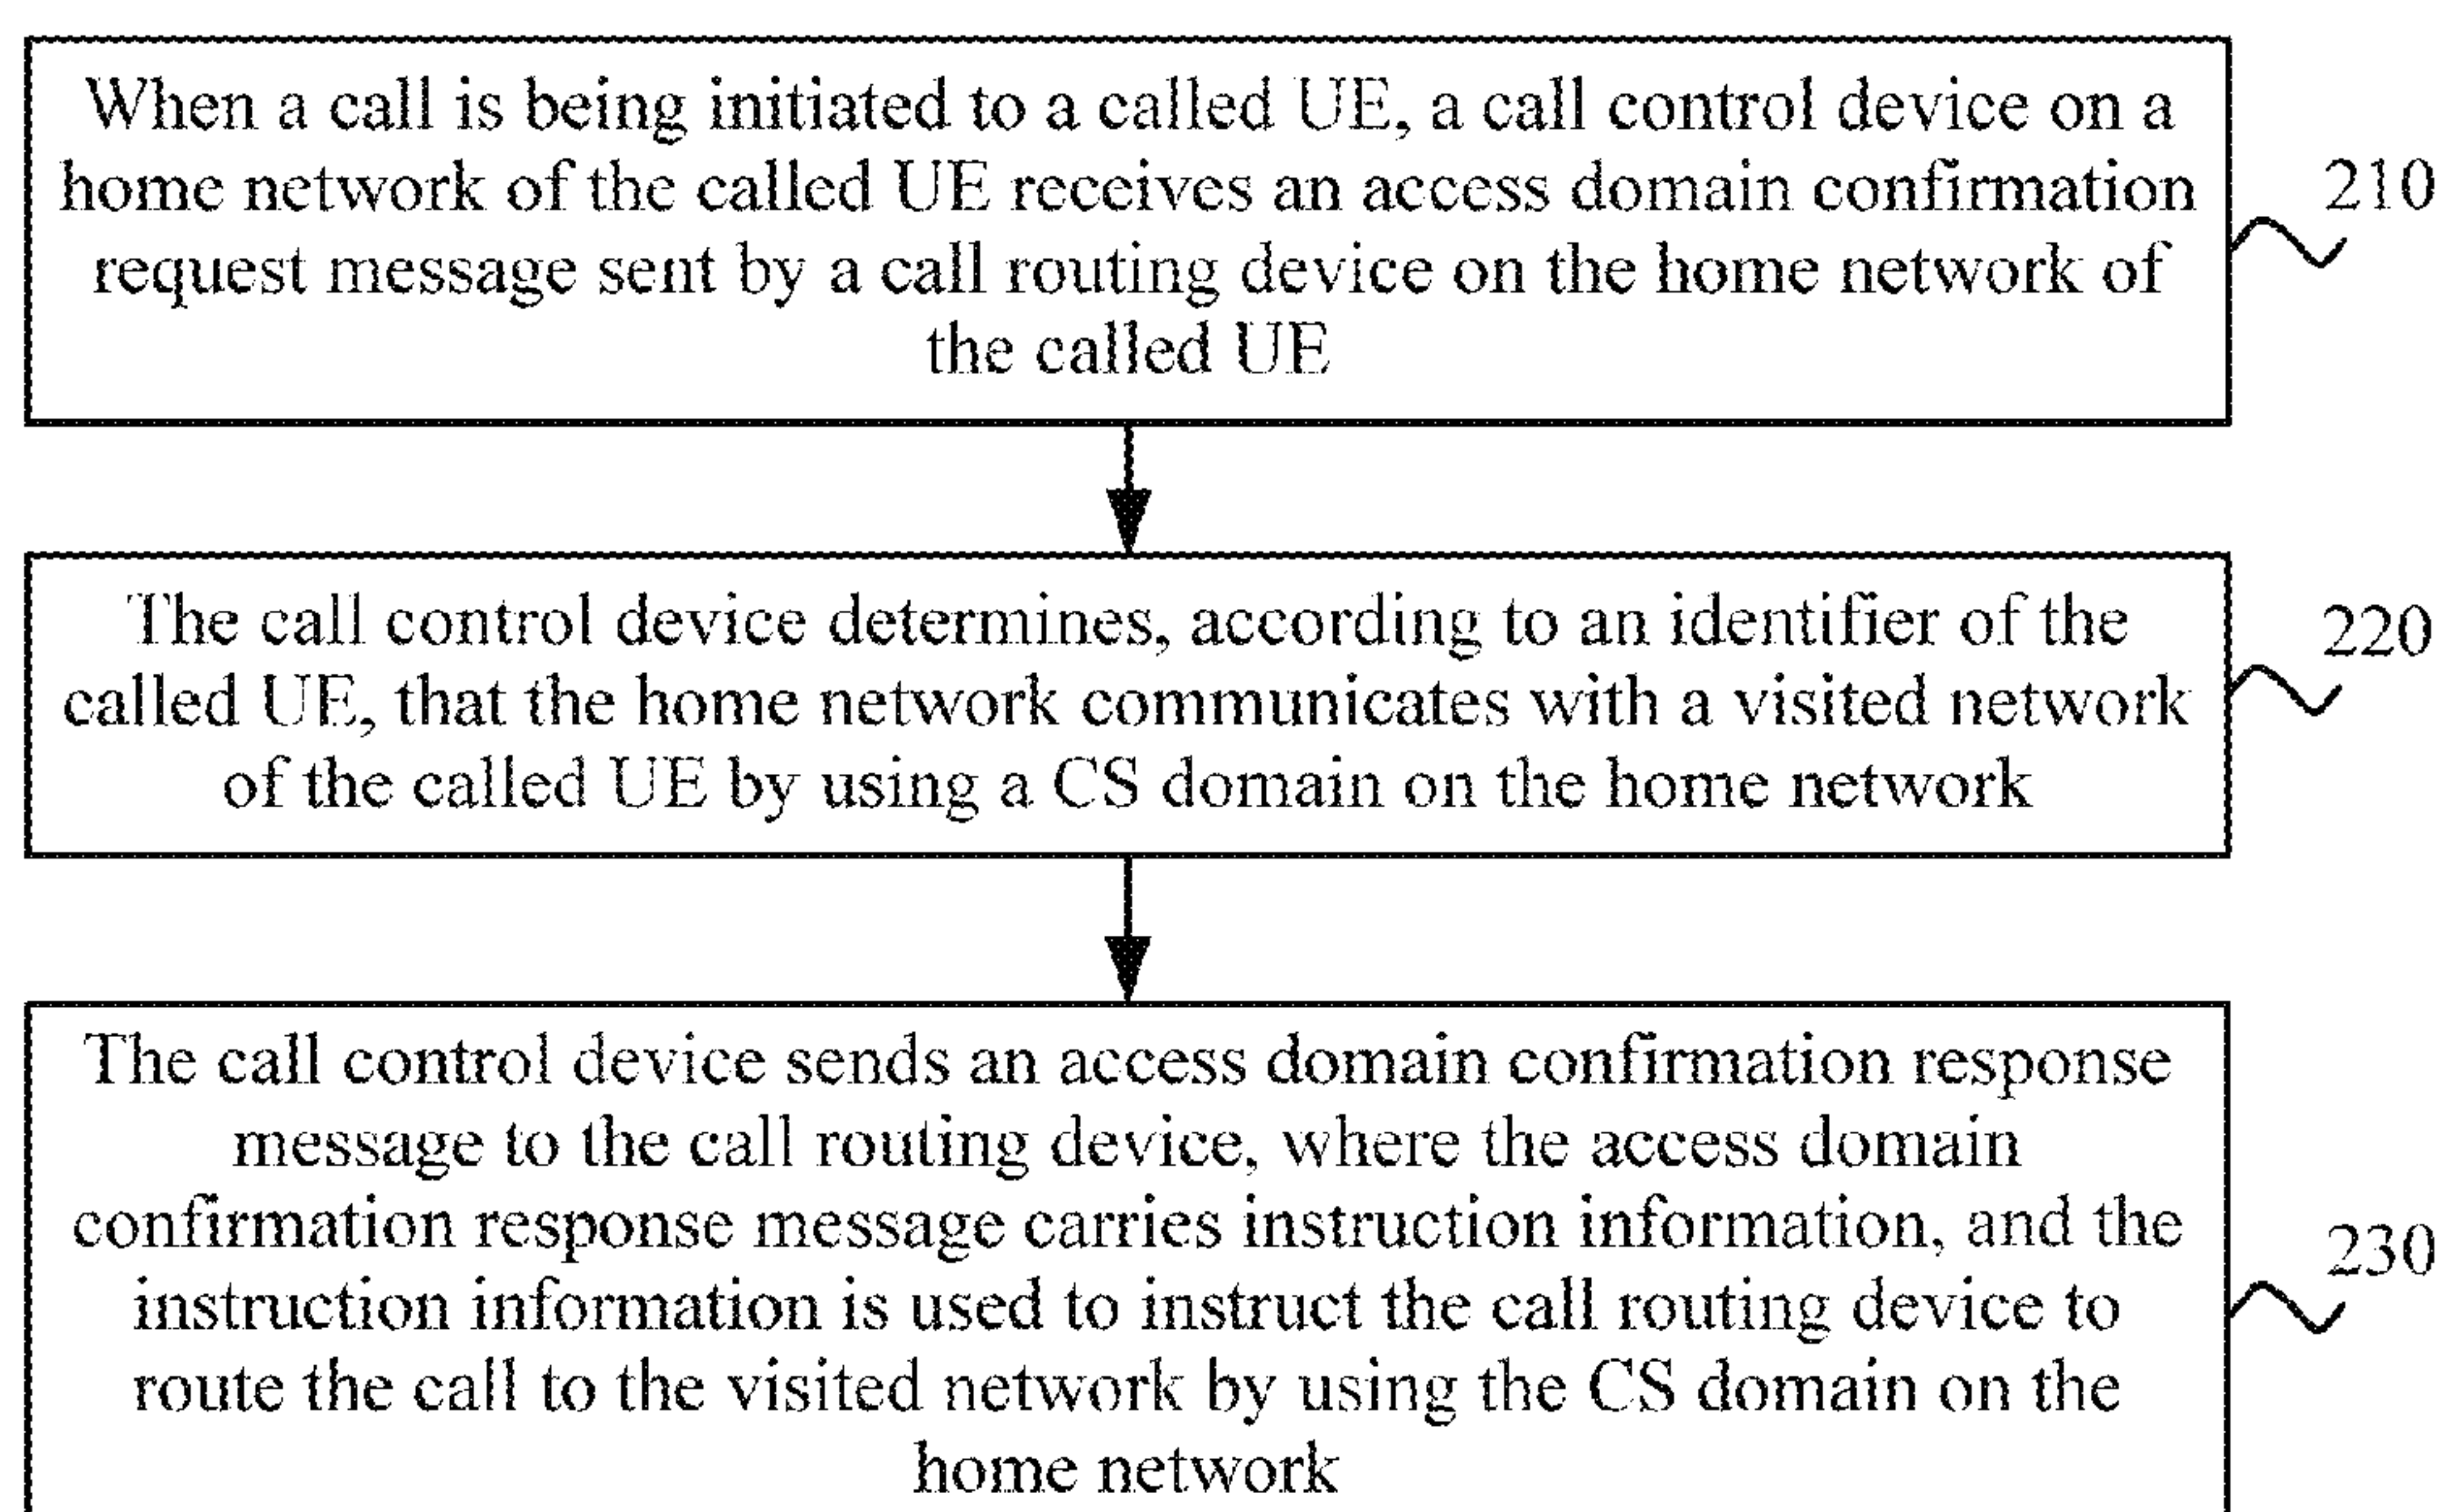 When a call is being initiated to a called UE, a call control device on a
home network of the called UE receives an access domain confirmation
request message sent by a call routing device on the home network of
the called UE
210
The call control device determines, according to an identifier of the
called UE, that the home network communicates with a visited network
of the called UE by using a CS domain on the home network
220
The call control device sends an access domain confirmation response
message to the call routing device, where the access domain
confirmation response message carries instruction information, and the
instruction information is used to instruct the call routing device to
route the call to the visited network by using the CS domain on the
home network
230